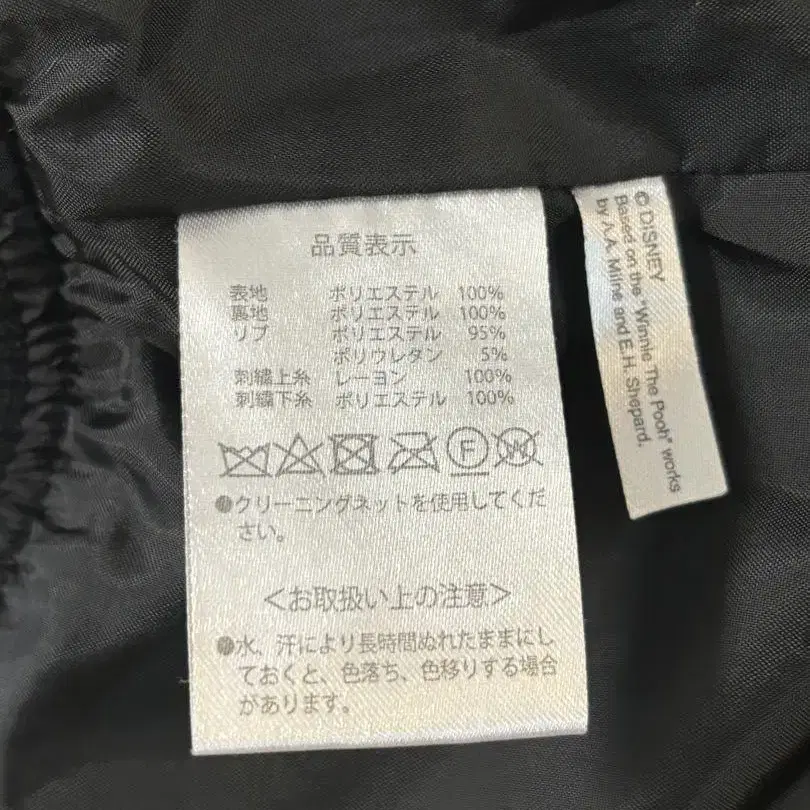 品質表示
表地 ポリエステル 100%
裏地 ポリエステル 100%
リブ ポリエステル 95%
ポリウレタン 5%
刺繍上糸 レーヨン 100%
刺繍下糸 ポリエステル 100%
F W
●クリーニングネットを使用してくだ
さい。
<お取扱い上の注意>
●水、汗により長時間ぬれたままにし
ておくと、色落ち、色移りする場合
があります。
© DISNEY
Based on the "Winnie The Pooh" works
by A.A. Milne and E.H. Shepard.